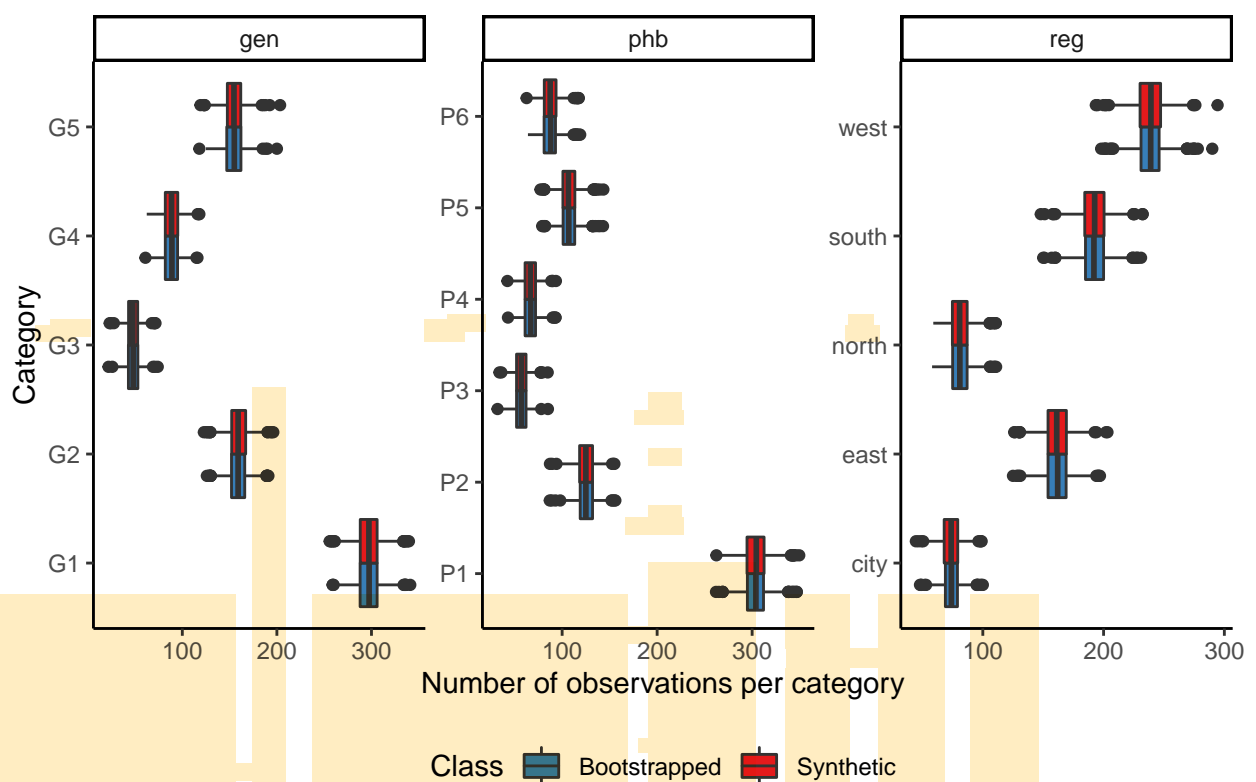 gen
phb
reg
Category
G5
G4
G3
G2
G1
P6
P5
P4
P3
P2
P1
west
south
north
east
city
100 200 300
100 200 300
100 200 300
Number of observations per category
Class Bootstrapped Synthetic